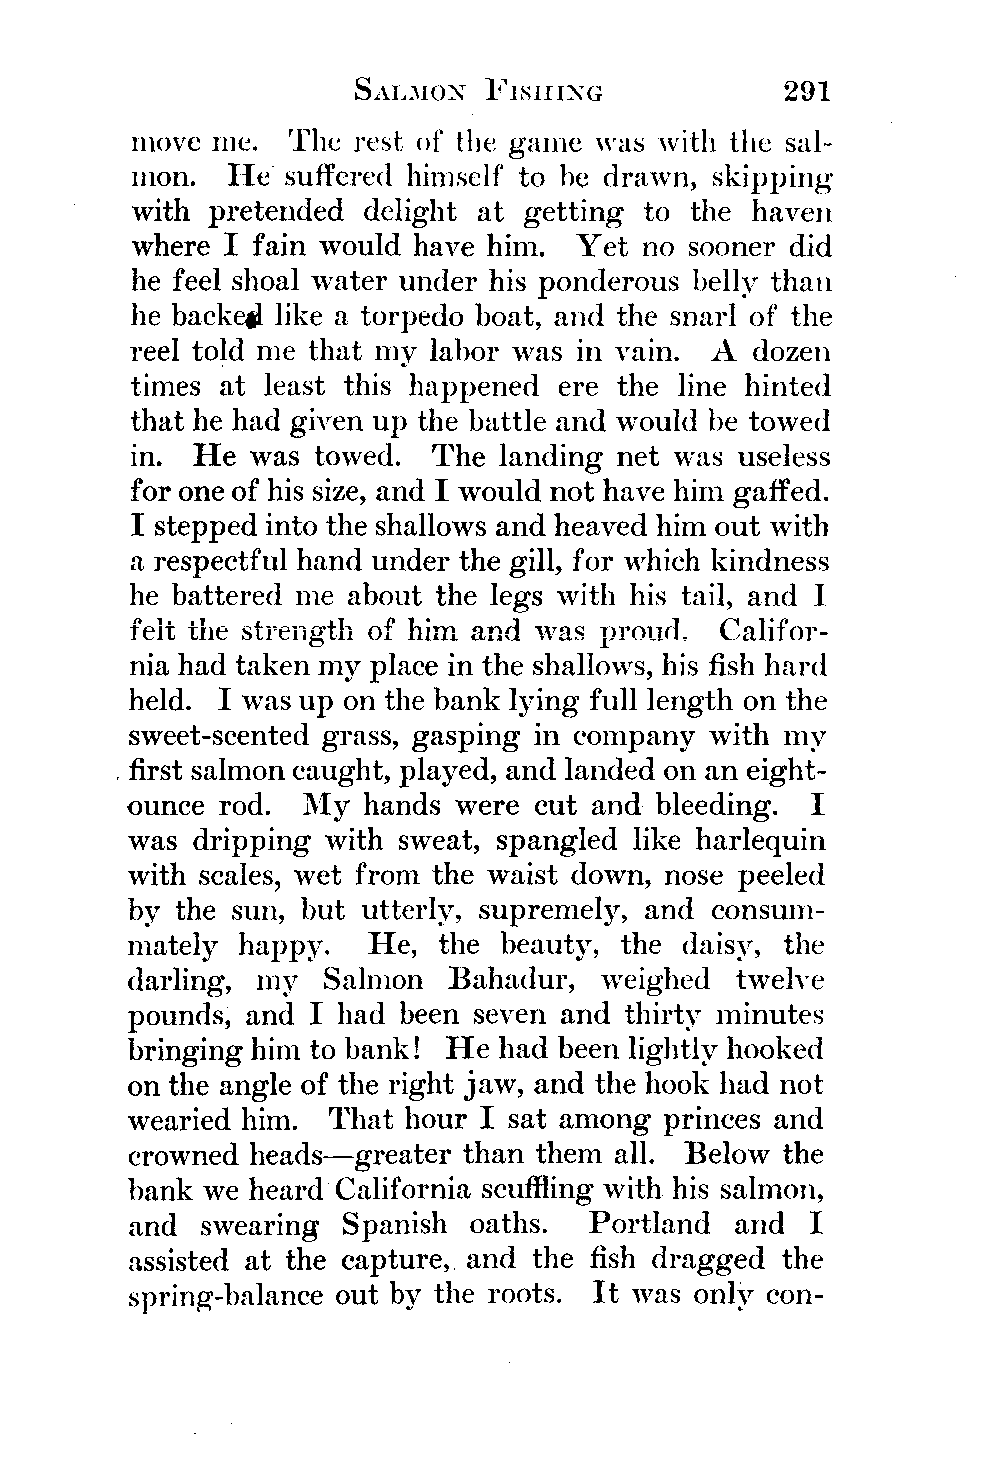 SALMON FISHING 291
move me. The rest of the game was with the sal-
mon. He suffered himself to be drawn, skipping
with pretended delight at getting to the haven
where I fain would have him. Yet no sooner did
he feel shoal water under his ponderous belly than
he backed like a torpedo boat, and the snarl of the
reel told me that my labor was in vain. A dozen
times at least this happened ere the line hinted
that he had given up the battle and would be towed
in. He was towed. The landing net was useless
for one of his size, and I would not have him gaffed.
I stepped into the shallows and heaved him out with
a respectful hand under the gill, for which kindness
he battered me about the legs with his tail, and I
felt the strength of him and was proud. Califor-
nia had taken my place in the shallows, his fish hard
held. I was up on the bank lying full length on the
sweet-scented grass, gasping in company with my
first salmon caught, played, and landed on an eight-
ounce rod. My hands were cut and bleeding. I
was dripping with sweat, spangled like harlequin
with scales, wet from the waist down, nose peeled
by the sun, but utterly, supremely, and consum-
mately happy. He, the beauty, the daisy, the
darling, my Salmon Bahadur, weighed twelve
pounds, and I had been seven and thirty minutes
bringing him to bank! He had been lightly hooked
on the angle of the right jaw, and the hook had not
wearied him. That hour I sat among princes and
crowned heads—greater than them all. Below the
bank we heard California scuffling with his salmon,
and swearing Spanish oaths. Portland and I
assisted at the capture, and the fish dragged the
spring-balance out by the roots. It was only con-